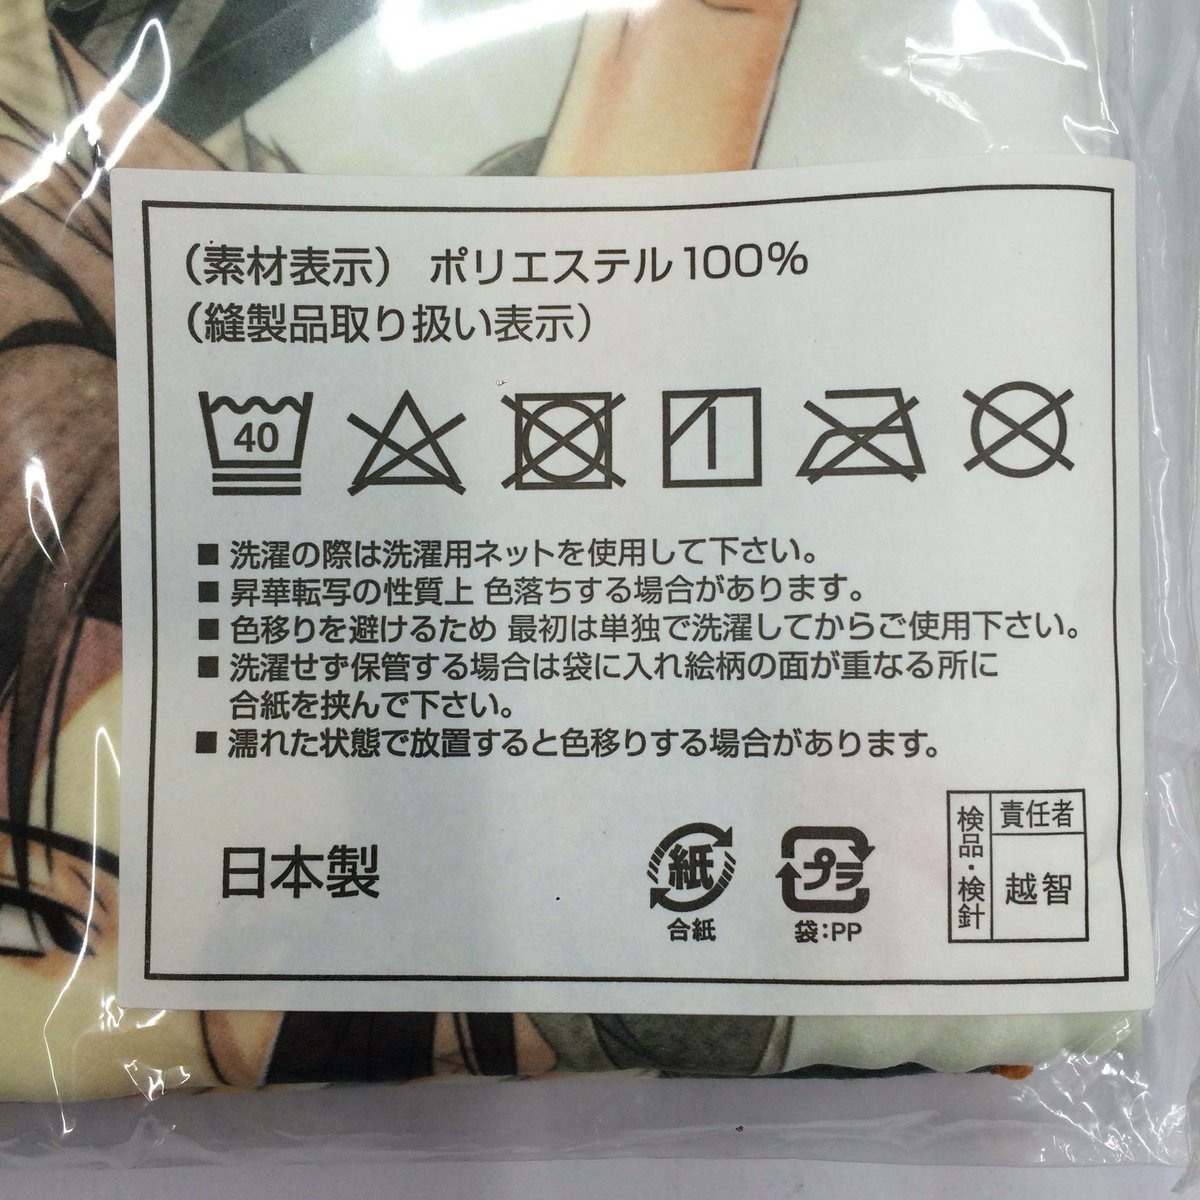 （素材表示） ポリエステル100%
（縫製品取り扱い表示）
40
■ 洗濯の際は洗濯用ネットを使用して下さい。
■ 昇華転写の性質上 色落ちする場合があります。
■ 色移りを避けるため 最初は単独で洗濯してからご使用下さい。
■ 洗濯せず保管する場合は袋に入れ絵柄の面が重なる所に
合紙を挟んで下さい。
■ 濡れた状態で放置すると色移りする場合があります。
日本製
紙
合紙
プラ
袋：PP
検品・検針
責任者
越智